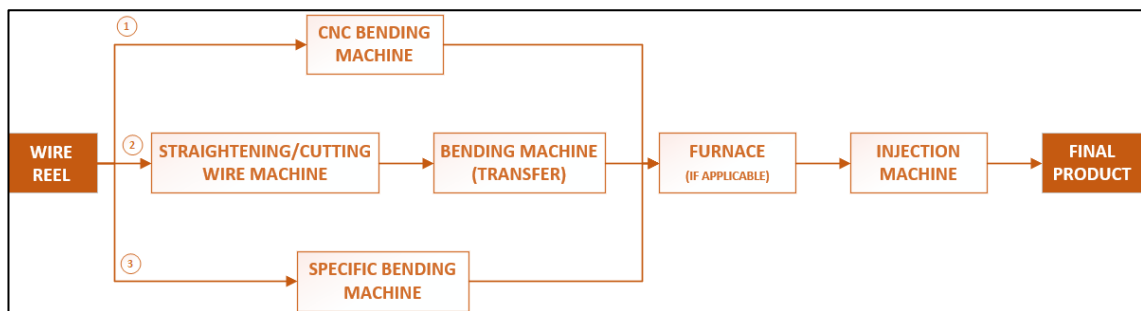 1
CNC BENDING
MACHINE
WIRE
REEL
2
STRAIGHTENING/CUTTING
WIRE MACHINE
BENDING MACHINE
(TRANSFER)
FURNACE
(IF APPLICABLE)
INJECTION
MACHINE
FINAL
PRODUCT
3
SPECIFIC BENDING
MACHINE